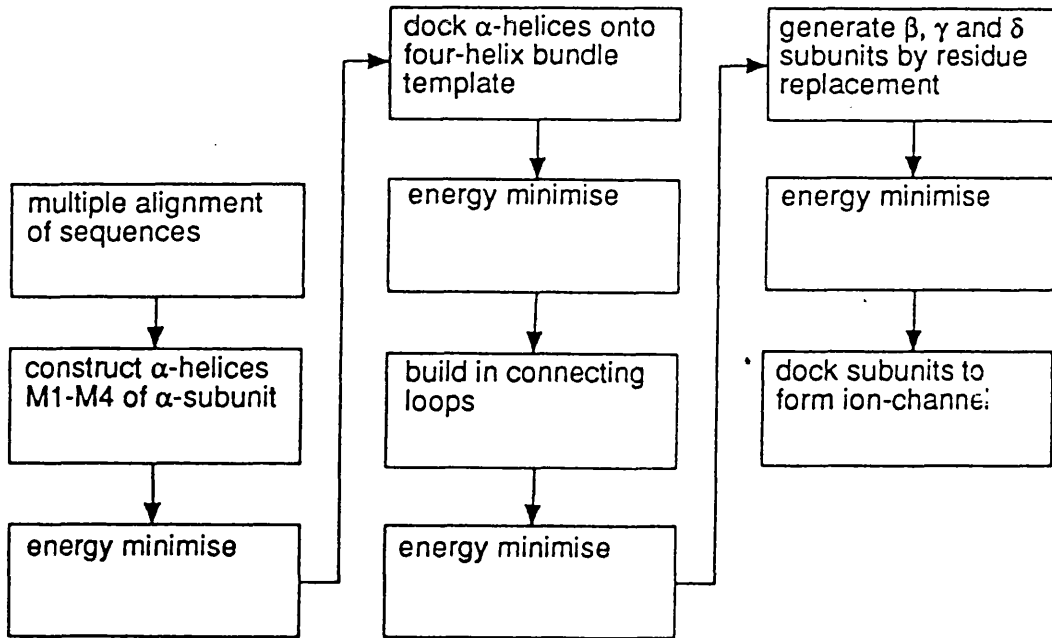 multiple alignment
of sequences
construct α-helices
M1-M4 of α-subunit
energy minimise
dock α-helices onto
four-helix bundle
template
energy minimise
build in connecting
loops
energy minimise
generate β, γ and δ
subunits by residue
replacement
energy minimise
dock subunits to
form ion-channel